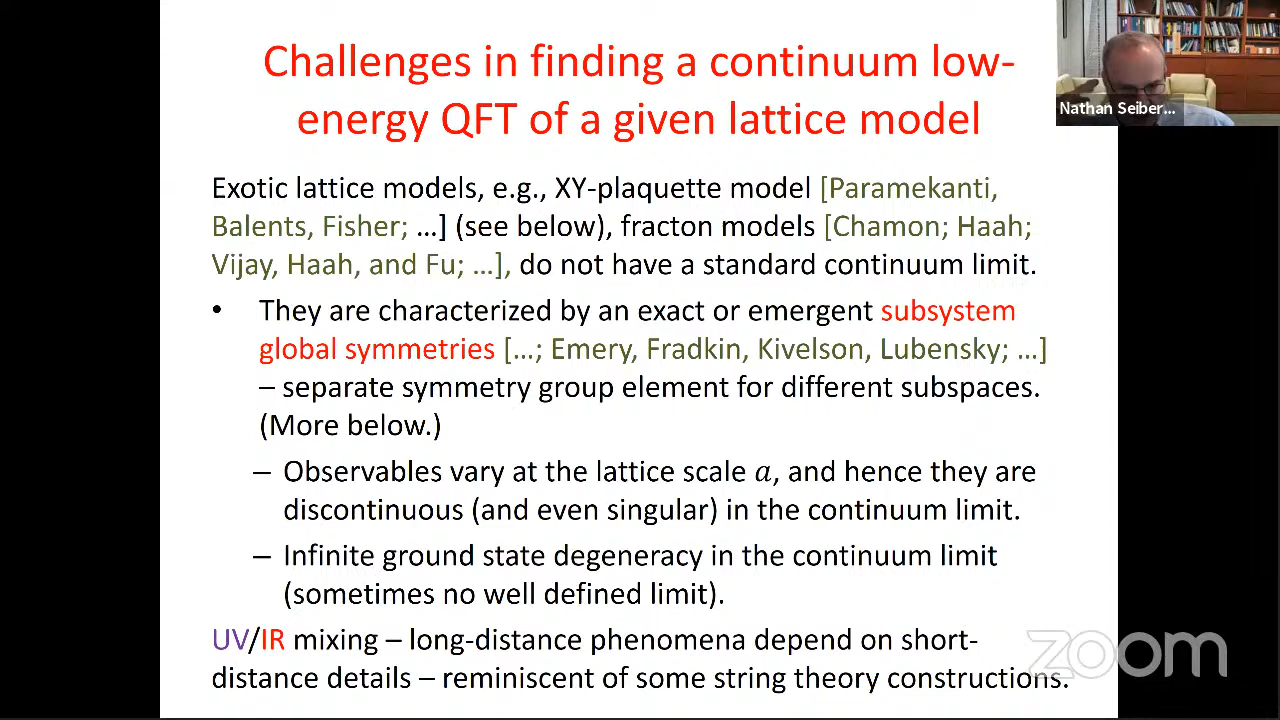 Challenges in finding a continuum low-
energy QFT of a given lattice model
Nathan Seiber...
Exotic lattice models, e.g., XY-plaquette model [Paramekanti,
Balents, Fisher; …] (see below), fracton models [Chamon; Haah;
Vijay, Haah, and Fu; …], do not have a standard continuum limit.
• They are characterized by an exact or emergent subsystem
global symmetries […; Emery, Fradkin, Kivelson, Lubensky; …]
– separate symmetry group element for different subspaces.
(More below.)
– Observables vary at the lattice scale a, and hence they are
discontinuous (and even singular) in the continuum limit.
– Infinite ground state degeneracy in the continuum limit
(sometimes no well defined limit).
UV/IR mixing – long-distance phenomena depend on short-
distance details – reminiscent of some string theory constructions.
zoom